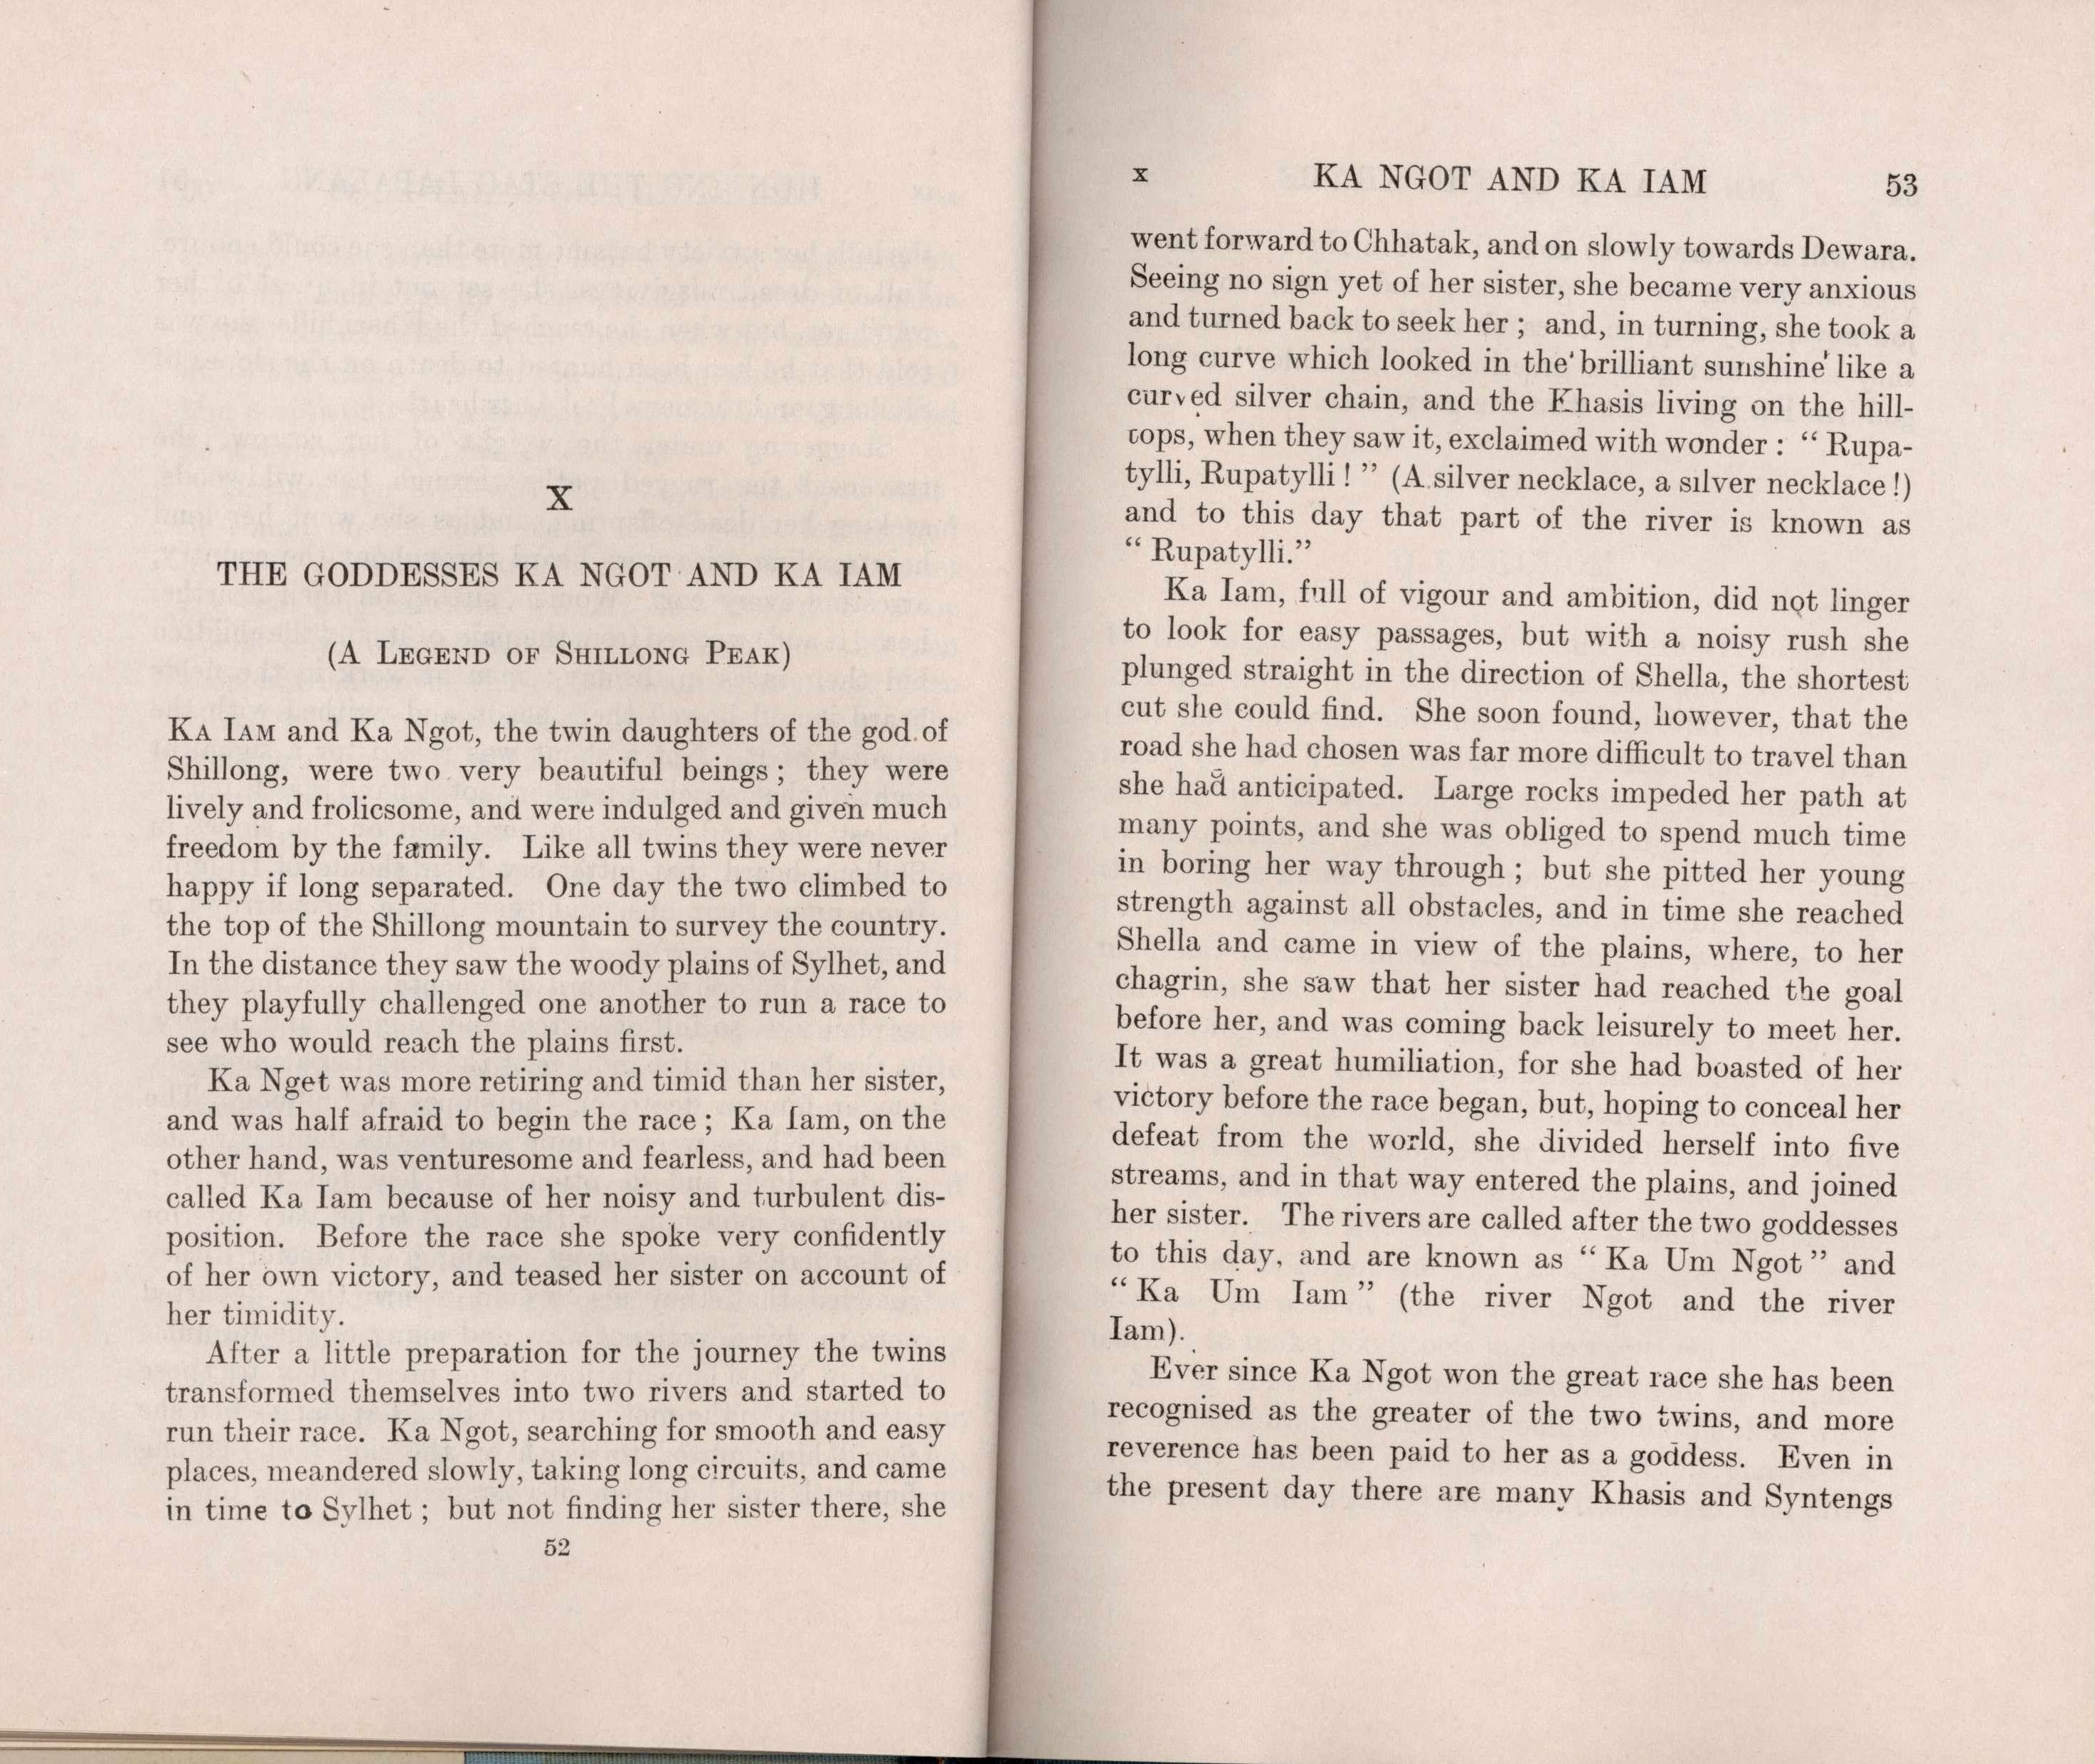 X
THE GODDESSES KA NGOT AND KA IAM
(A LEGEND OF SHILLONG PEAK)
KA IAM and Ka Ngot, the twin daughters of the god of
Shillong, were two very beautiful beings; they were
lively and frolicsome, and were indulged and given much
freedom by the family. Like all twins they were never
happy if long separated. One day the two climbed to
the top of the Shillong mountain to survey the country.
In the distance they saw the woody plains of Sylhet, and
they playfully challenged one another to run a race to
see who would reach the plains first.
Ka Nget was more retiring and timid than her sister,
and was half afraid to begin the race; Ka Iam, on the
other hand, was venturesome and fearless, and had been
called Ka Iam because of her noisy and turbulent dis-
position. Before the race she spoke very confidently
of her own victory, and teased her sister on account of
her timidity.
After a little preparation for the journey the twins
transformed themselves into two rivers and started to
run their race. Ka Ngot, searching for smooth and easy
places, meandered slowly, taking long circuits, and came
in time to Sylhet; but not finding her sister there, she
52
x KA NGOT AND KA IAM 53
went forward to Chhatak, and on slowly towards Dewara.
Seeing no sign yet of her sister, she became very anxious
and turned back to seek her; and, in turning, she took a
long curve which looked in the brilliant sunshine like a
curved silver chain, and the Khasis living on the hill-
tops, when they saw it, exclaimed with wonder: "Rupa-
tylli, Rupatylli!" (A silver necklace, a silver necklace!)
and to this day that part of the river is known as
"Rupatylli."
Ka Iam, full of vigour and ambition, did not linger
to look for easy passages, but with a noisy rush she
plunged straight in the direction of Shella, the shortest
cut she could find. She soon found, however, that the
road she had chosen was far more difficult to travel than
she had anticipated. Large rocks impeded her path at
many points, and she was obliged to spend much time
in boring her way through; but she pitted her young
strength against all obstacles, and in time she reached
Shella and came in view of the plains, where, to her
chagrin, she saw that her sister had reached the goal
before her, and was coming back leisurely to meet her.
It was a great humiliation, for she had boasted of her
victory before the race began, but, hoping to conceal her
defeat from the world, she divided herself into five
streams, and in that way entered the plains, and joined
her sister. The rivers are called after the two goddesses
to this day, and are known as "Ka Um Ngot" and
"Ka Um Iam" (the river Ngot and the river
Iam).
Ever since Ka Ngot won the great race she has been
recognised as the greater of the two twins, and more
reverence has been paid to her as a goddess. Even in
the present day there are many Khasis and Syntengs